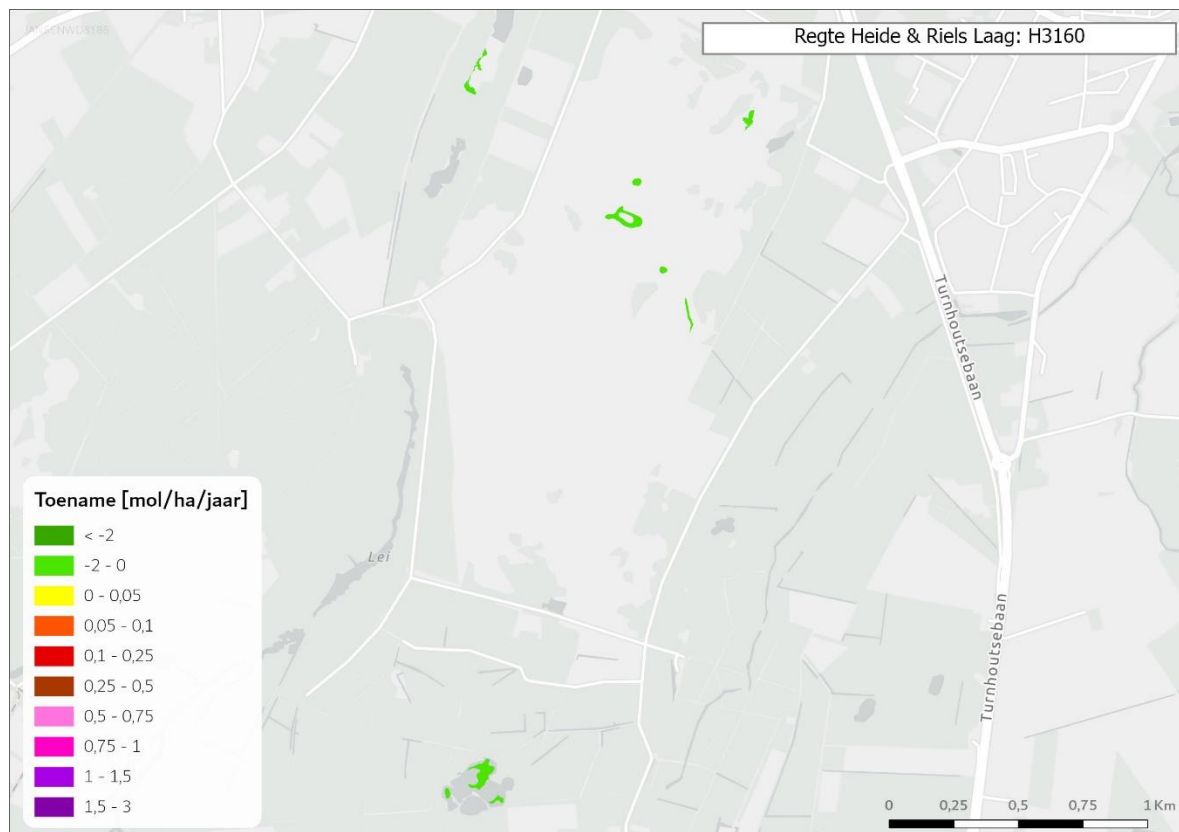 JANSENWD8186
Regte Heide & Riels Laag: H3160
Turnhoutsebaan
Toename [mol/ha/jaar]
< -2
-2 - 0
0 - 0,05
0,05 - 0,1
0,1 - 0,25
0,25 - 0,5
0,5 - 0,75
0,75 - 1
1 - 1,5
1,5 - 3
Lei
Turnhoutsebaan
0 0,25 0,5 0,75 1 Km